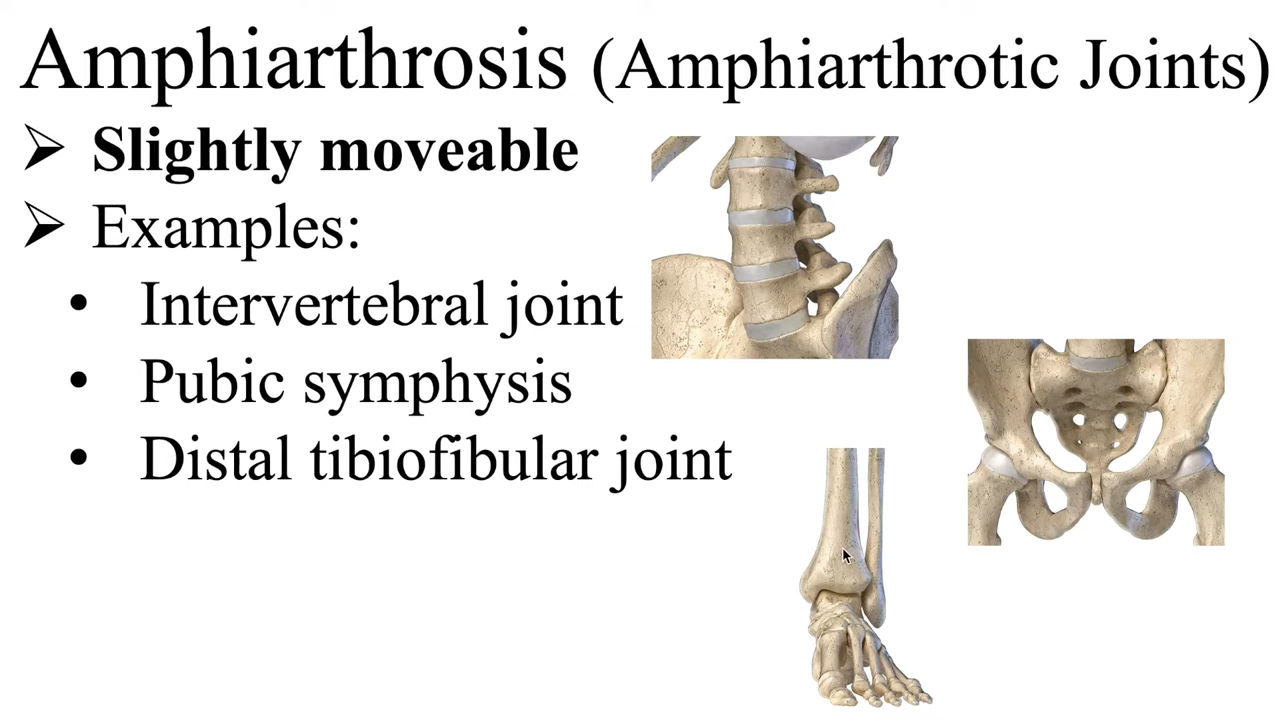 Amphiarthrosis (Amphiarthrotic Joints)
➢ Slightly moveable
➢ Examples:
• Intervertebral joint
• Pubic symphysis
• Distal tibiofibular joint